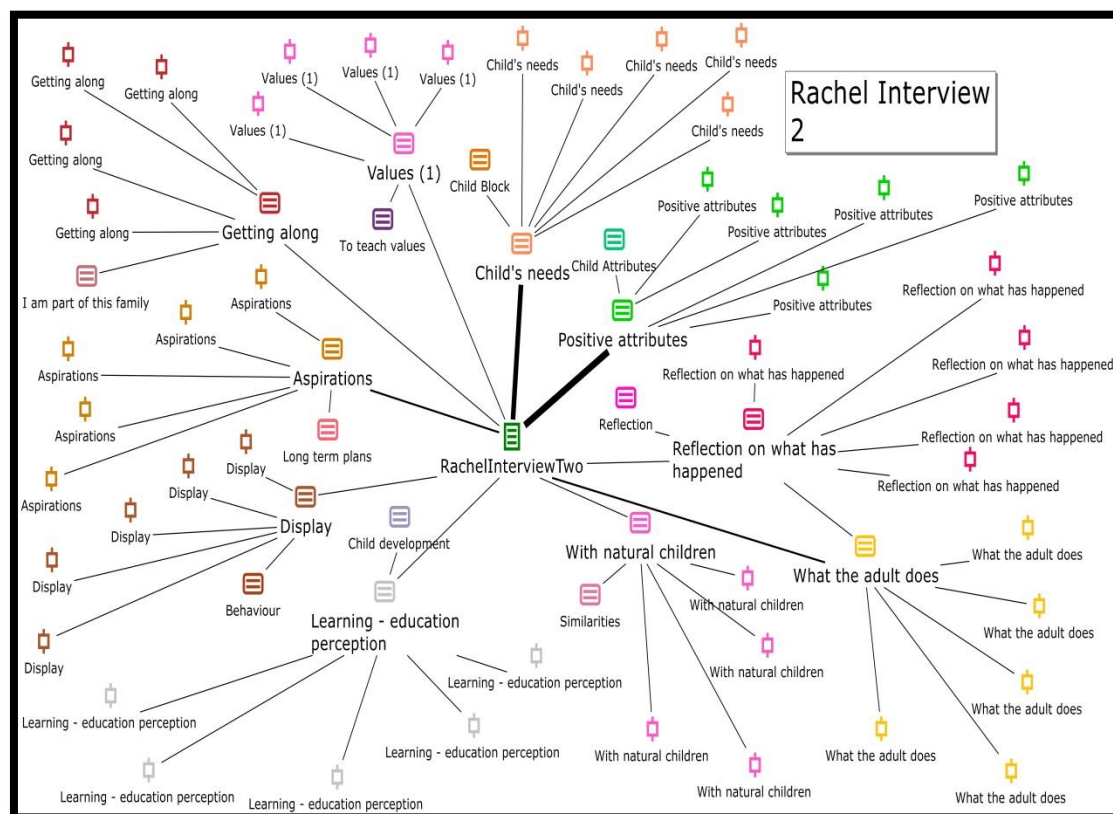 Rachel Interview
2
Getting along
Getting along
Getting along
Getting along
Getting along
I am part of this family
Values (1)
Values (1)
Values (1)
Values (1)
Values (1)
To teach values
Child's needs
Child's needs
Child's needs
Child's needs
Child's needs
Child Block
Child's needs
Positive attributes
Positive attributes
Positive attributes
Positive attributes
Positive attributes
Child Attributes
Positive attributes
Aspirations
Aspirations
Aspirations
Aspirations
Aspirations
Aspirations
Long term plans
RachelInterviewTwo
Reflection on what has happened
Reflection on what has happened
Reflection on what has happened
Reflection on what has happened
Reflection on what has happened
Reflection
Reflection on what has
happened
Display
Display
Display
Display
Display
Display
Behaviour
Child development
Learning - education
perception
Learning - education perception
Learning - education perception
Learning - education perception
Learning - education perception
Learning - education perception
With natural children
Similarities
With natural children
With natural children
With natural children
With natural children
What the adult does
What the adult does
What the adult does
What the adult does
What the adult does
What the adult does